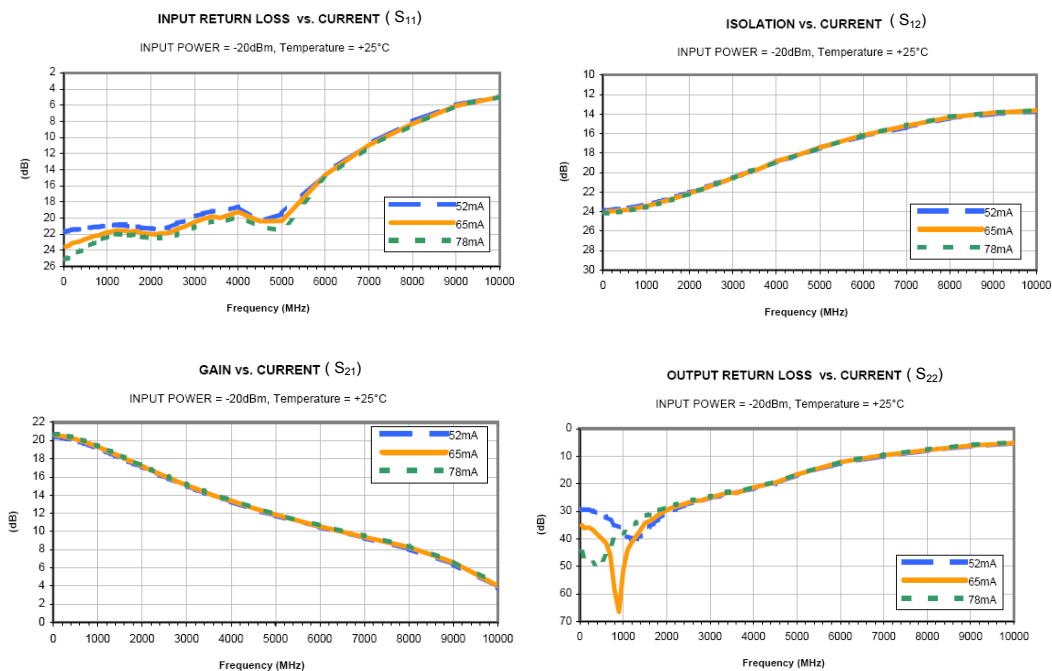 INPUT RETURN LOSS vs. CURRENT ( S₁₁ )
INPUT POWER = -20dBm, Temperature = +25°C
2
4
6
8
10
12
14
16
18
20
22
24
26
(dB)
52mA
65mA
78mA
0 1000 2000 3000 4000 5000 6000 7000 8000 9000 10000
Frequency (MHz)
ISOLATION vs. CURRENT ( S₁₂ )
INPUT POWER = -20dBm, Temperature = +25°C
10
12
14
16
18
20
22
24
26
28
30
(dB)
52mA
65mA
78mA
0 1000 2000 3000 4000 5000 6000 7000 8000 9000 10000
Frequency (MHz)
GAIN vs. CURRENT ( S₂₁ )
INPUT POWER = -20dBm, Temperature = +25°C
22
20
18
16
14
12
10
8
6
4
2
0
(dB)
52mA
65mA
78mA
0 1000 2000 3000 4000 5000 6000 7000 8000 9000 10000
Frequency (MHz)
OUTPUT RETURN LOSS vs. CURRENT ( S₂₂ )
INPUT POWER = -20dBm, Temperature = +25°C
0
10
20
30
40
50
60
70
(dB)
52mA
65mA
78mA
0 1000 2000 3000 4000 5000 6000 7000 8000 9000 10000
Frequency (MHz)